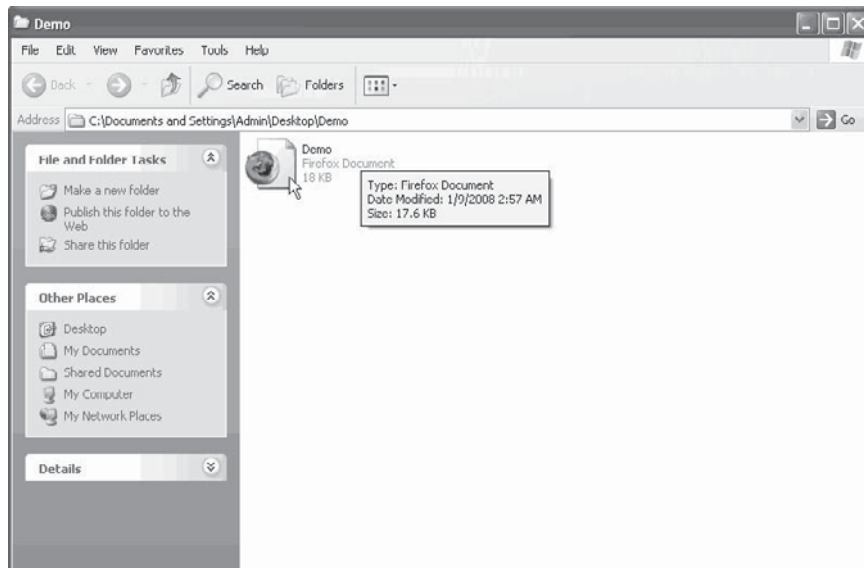 Demo
File Edit View Favorites Tools Help
Back Search Folders
Address C:\Documents and Settings\Admin\Desktop\Demo Go
File and Folder Tasks
Make a new folder
Publish this folder to the
Web
Share this folder
Other Places
Desktop
My Documents
Shared Documents
My Computer
My Network Places
Details
Demo
Firefox Document
18 KB
Type: Firefox Document
Date Modified: 1/9/2008 2:57 AM
Size: 17.6 KB